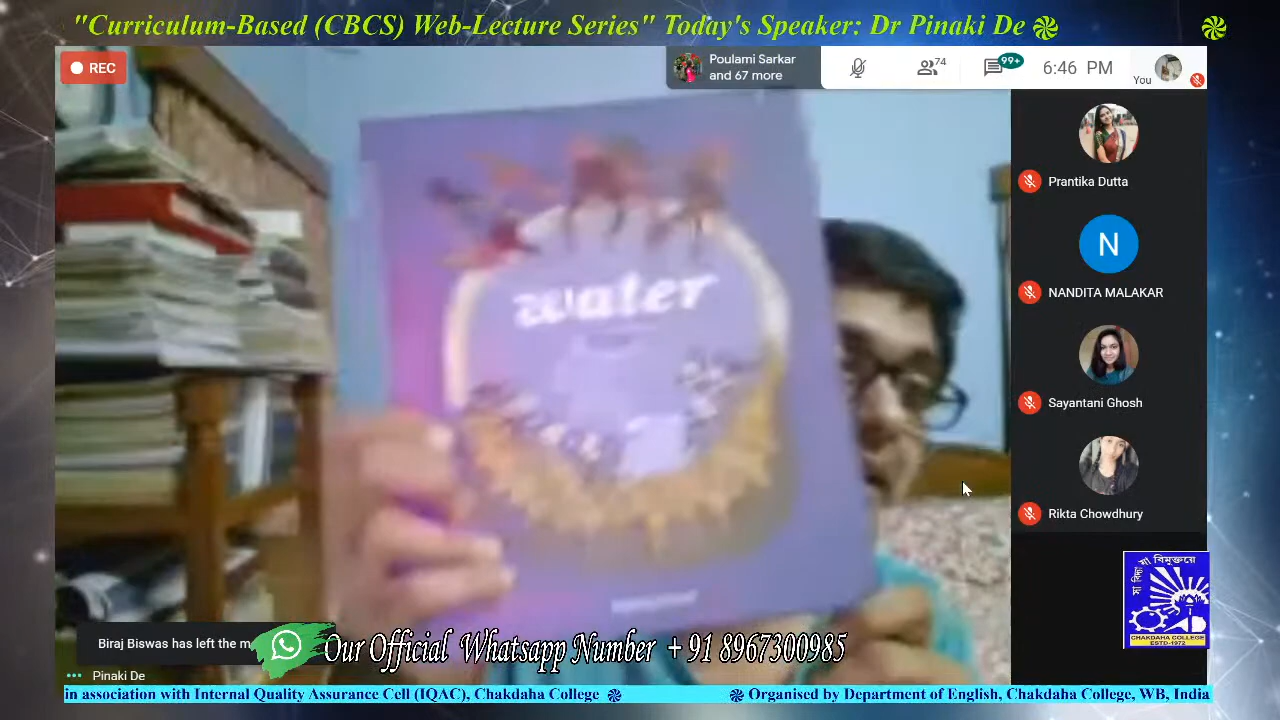 "Curriculum-Based (CBCS) Web-Lecture Series" Today's Speaker: Dr Pinaki De
REC
Poulami Sarkar
and 67 more
74
99+
6:46 PM
You
Prantika Dutta
N
NANDITA MALAKAR
Sayantani Ghosh
Rikta Chowdhury
water
মা বিদ্যা যা বিমুক্তয়ে
CHAKDAHA COLLEGE
ESTD-1972
Biraj Biswas has left the m
Our Official Whatsapp Number + 91 8967300985
Pinaki De
in association with Internal Quality Assurance Cell (IQAC), Chakdaha College
Organised by Department of English, Chakdaha College, WB, India